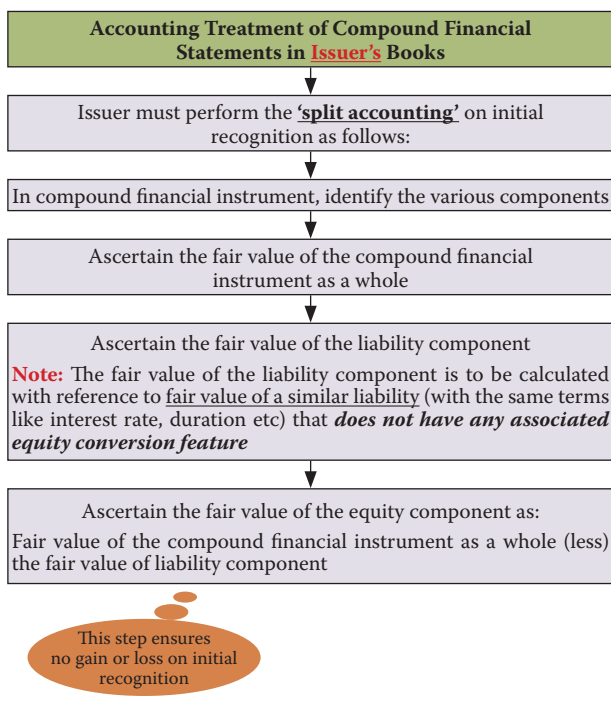 Accounting Treatment of Compound Financial
Statements in Issuer's Books
Issuer must perform the 'split accounting' on initial
recognition as follows:
In compound financial instrument, identify the various components
Ascertain the fair value of the compound financial
instrument as a whole
Ascertain the fair value of the liability component
Note: The fair value of the liability component is to be calculated
with reference to fair value of a similar liability (with the same terms
like interest rate, duration etc) that does not have any associated
equity conversion feature
Ascertain the fair value of the equity component as:
Fair value of the compound financial instrument as a whole (less)
the fair value of liability component
This step ensures
no gain or loss on initial
recognition